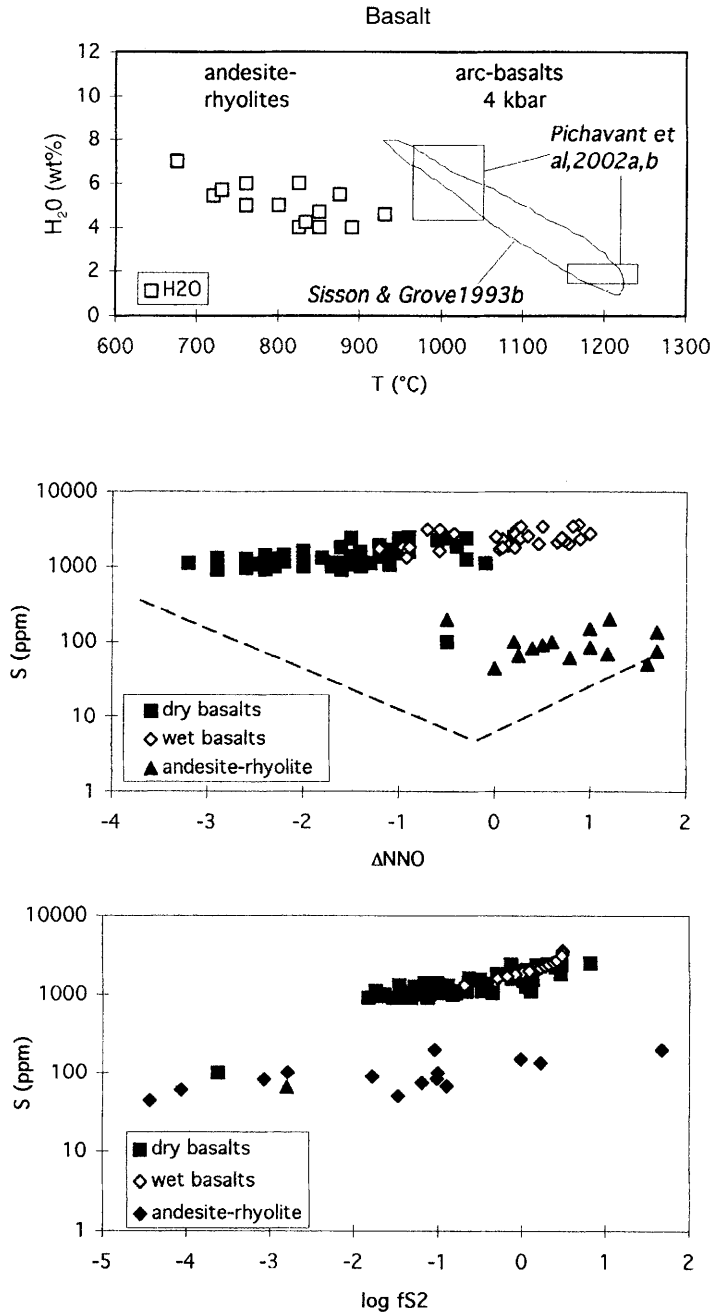 Basalt
12
10
8
6
4
2
0
H₂O (wt%)
andesite-
rhyolites
arc-basalts
4 kbar
Pichavant et
al,2002a,b
Sisson & Grove1993b
H2O
600 700 800 900 1000 1100 1200 1300
T (°C)
10000
1000
100
10
1
S (ppm)
dry basalts
wet basalts
andesite-rhyolite
-4 -3 -2 -1 0 1 2
ΔNNO
10000
1000
100
10
1
S (ppm)
dry basalts
wet basalts
andesite-rhyolite
-5 -4 -3 -2 -1 0 1 2
log fS2